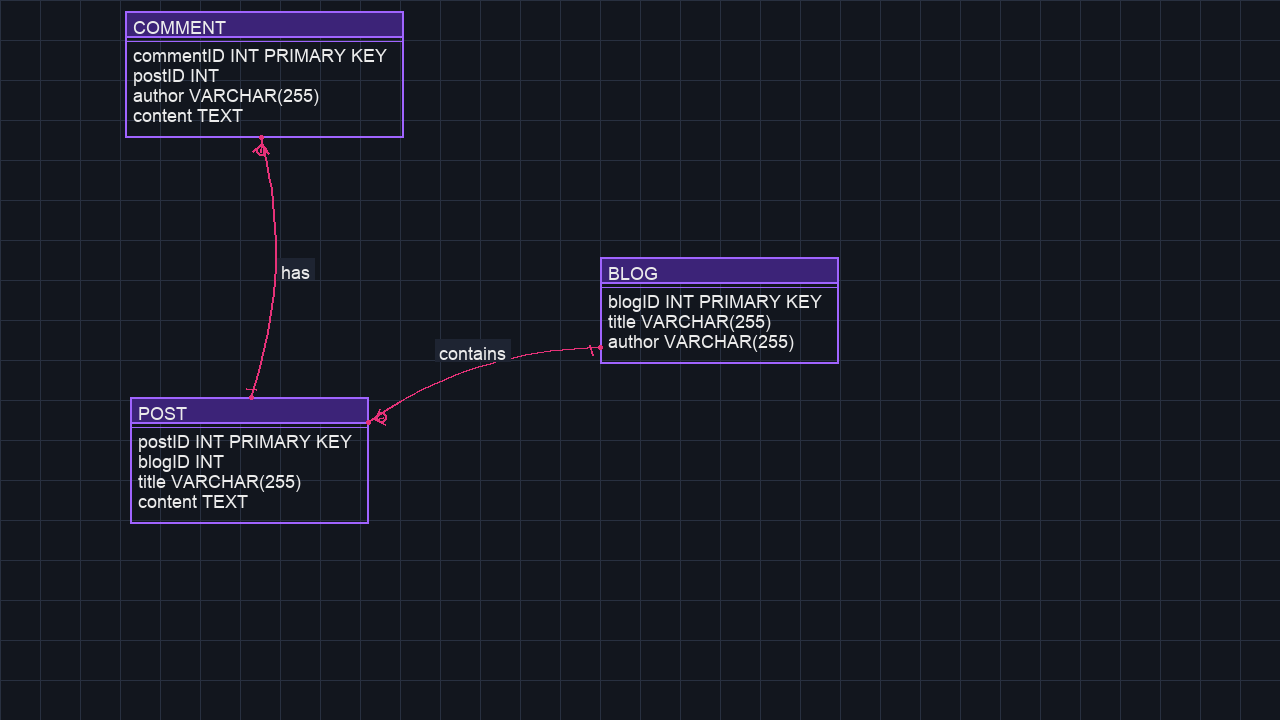 COMMENT
commentID INT PRIMARY KEY
postID INT
author VARCHAR(255)
content TEXT
has
BLOG
blogID INT PRIMARY KEY
title VARCHAR(255)
author VARCHAR(255)
contains
POST
postID INT PRIMARY KEY
blogID INT
title VARCHAR(255)
content TEXT